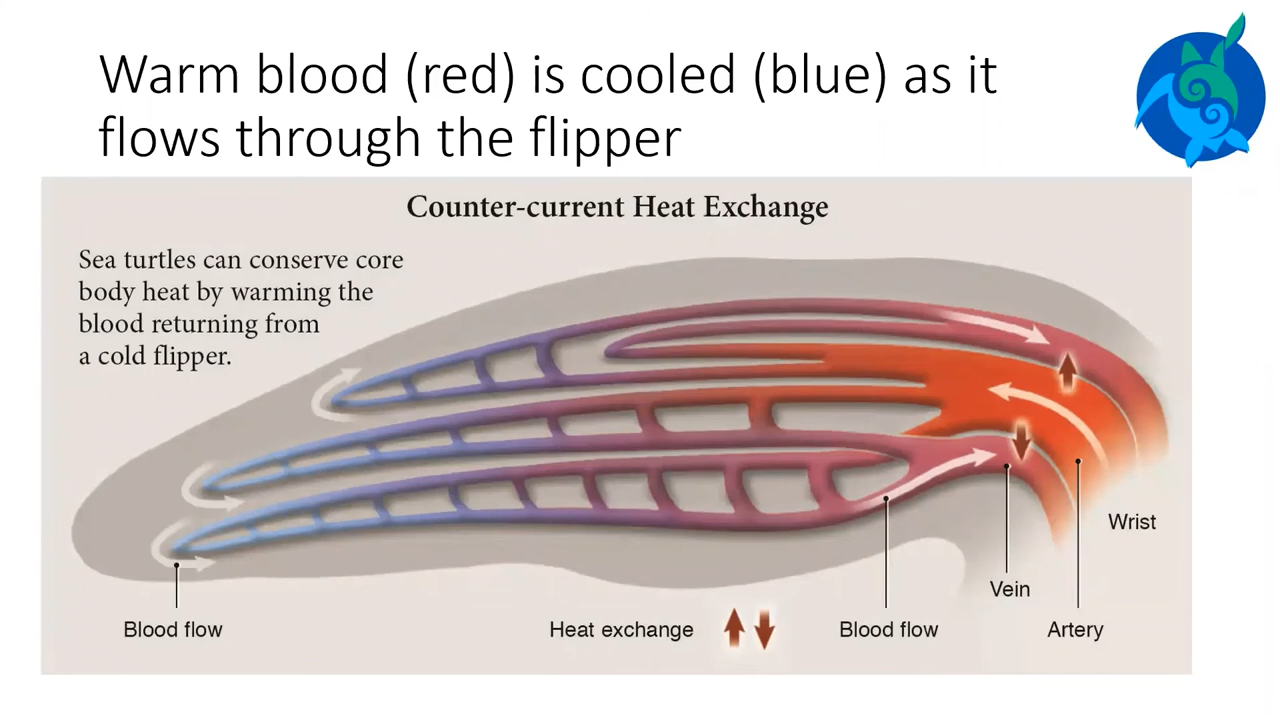 Warm blood (red) is cooled (blue) as it
flows through the flipper
Counter-current Heat Exchange
Sea turtles can conserve core
body heat by warming the
blood returning from
a cold flipper.
Wrist
Vein
Blood flow
Heat exchange
Blood flow
Artery